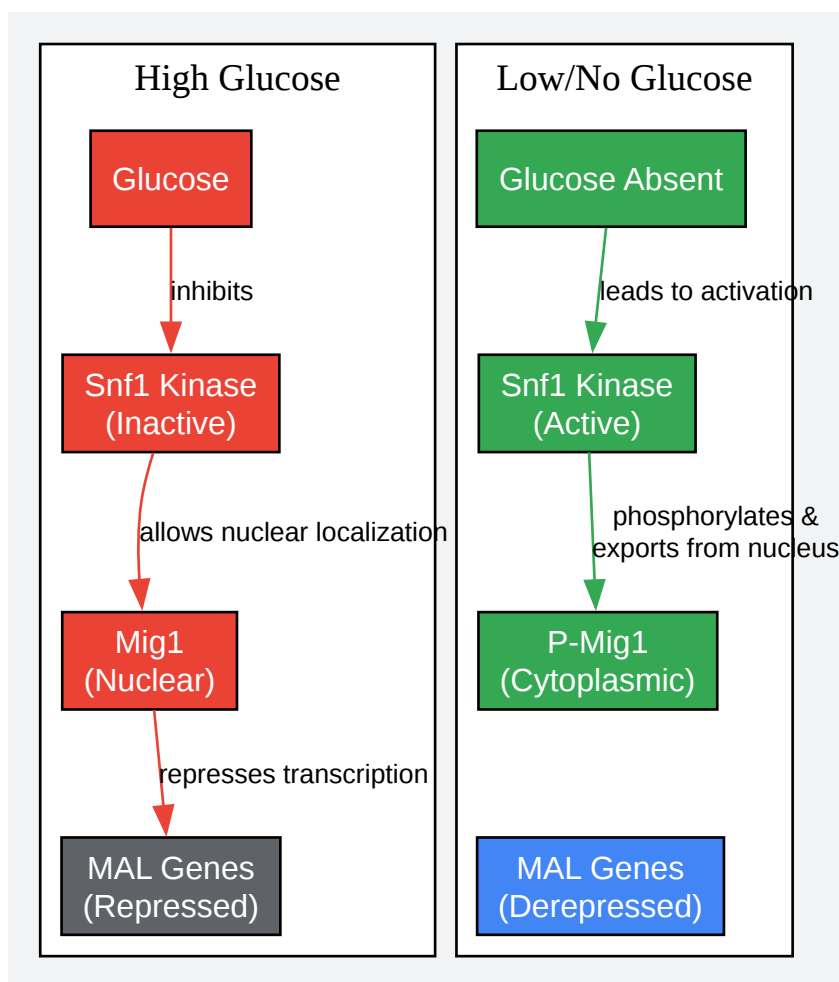 High Glucose
Glucose
inhibits
Snf1 Kinase
(Inactive)
allows nuclear localization
Mig1
(Nuclear)
represses transcription
MAL Genes
(Repressed)
Low/No Glucose
Glucose Absent
leads to activation
Snf1 Kinase
(Active)
phosphorylates &
exports from nucleus
P-Mig1
(Cytoplasmic)
MAL Genes
(Derepressed)